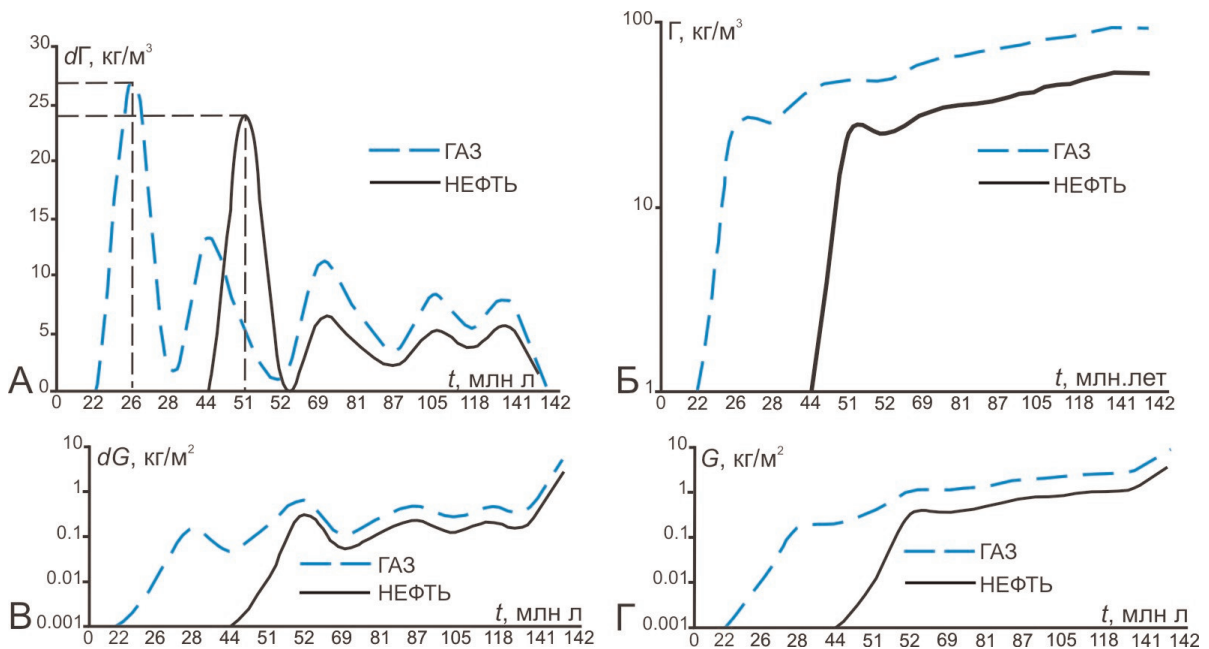 30
dГ, кг/м³
25
20
15
10
5
0
ГАЗ
НЕФТЬ
А
t, млн л
0 22 26 28 44 51 52 69 81 87 105 118 141 142
100
Г, кг/м³
10
1
ГАЗ
НЕФТЬ
Б
t, млн.лет
0 22 26 28 44 51 52 69 81 87 105 118 141 142
10
dG, кг/м²
1
0.1
0.01
0.001
ГАЗ
НЕФТЬ
В
t, млн л
0 22 26 28 44 51 69 81 87 105 118 141 142
10
G, кг/м²
1
0.1
0.01
0.001
ГАЗ
НЕФТЬ
Г
t, млн л
0 22 26 28 44 51 52 69 81 87 105 118 141 142